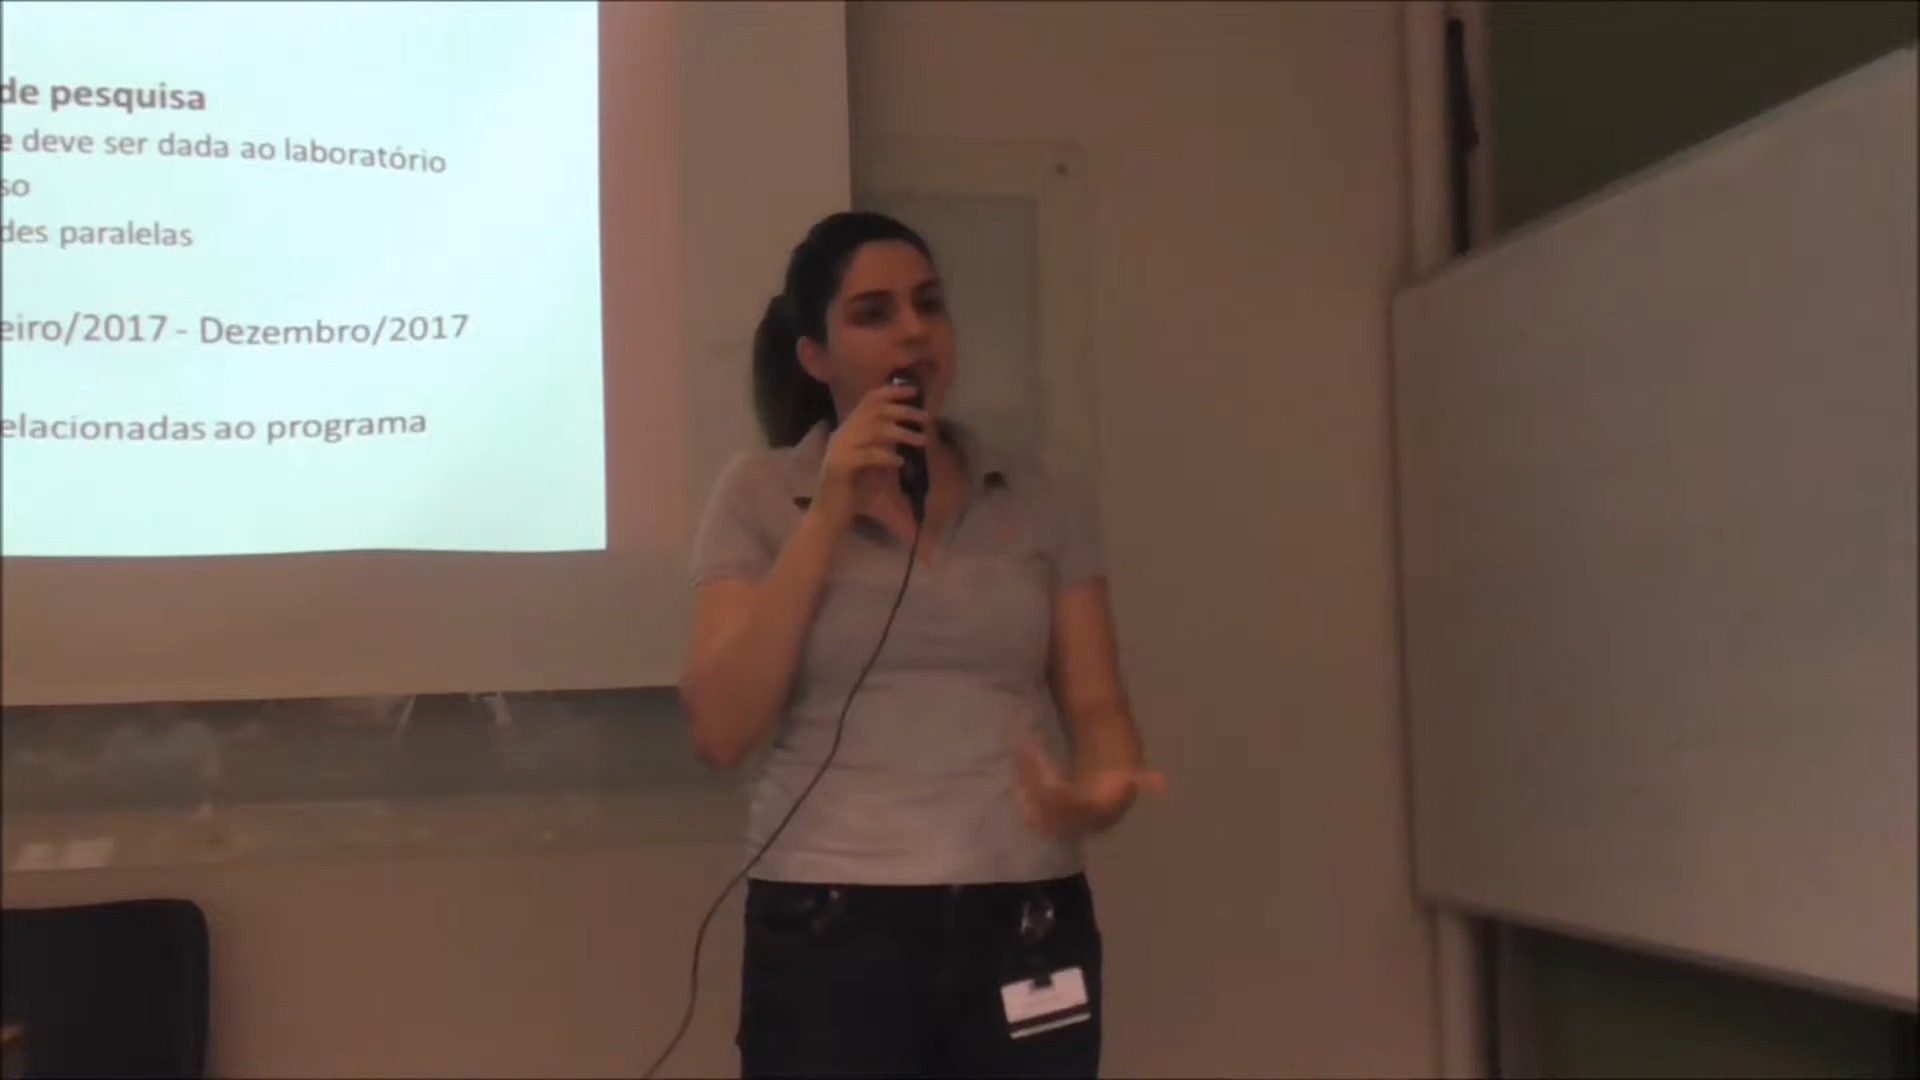 de pesquisa
e deve ser dada ao laboratório
so
des paralelas
eiro/2017 - Dezembro/2017
elacionadas ao programa